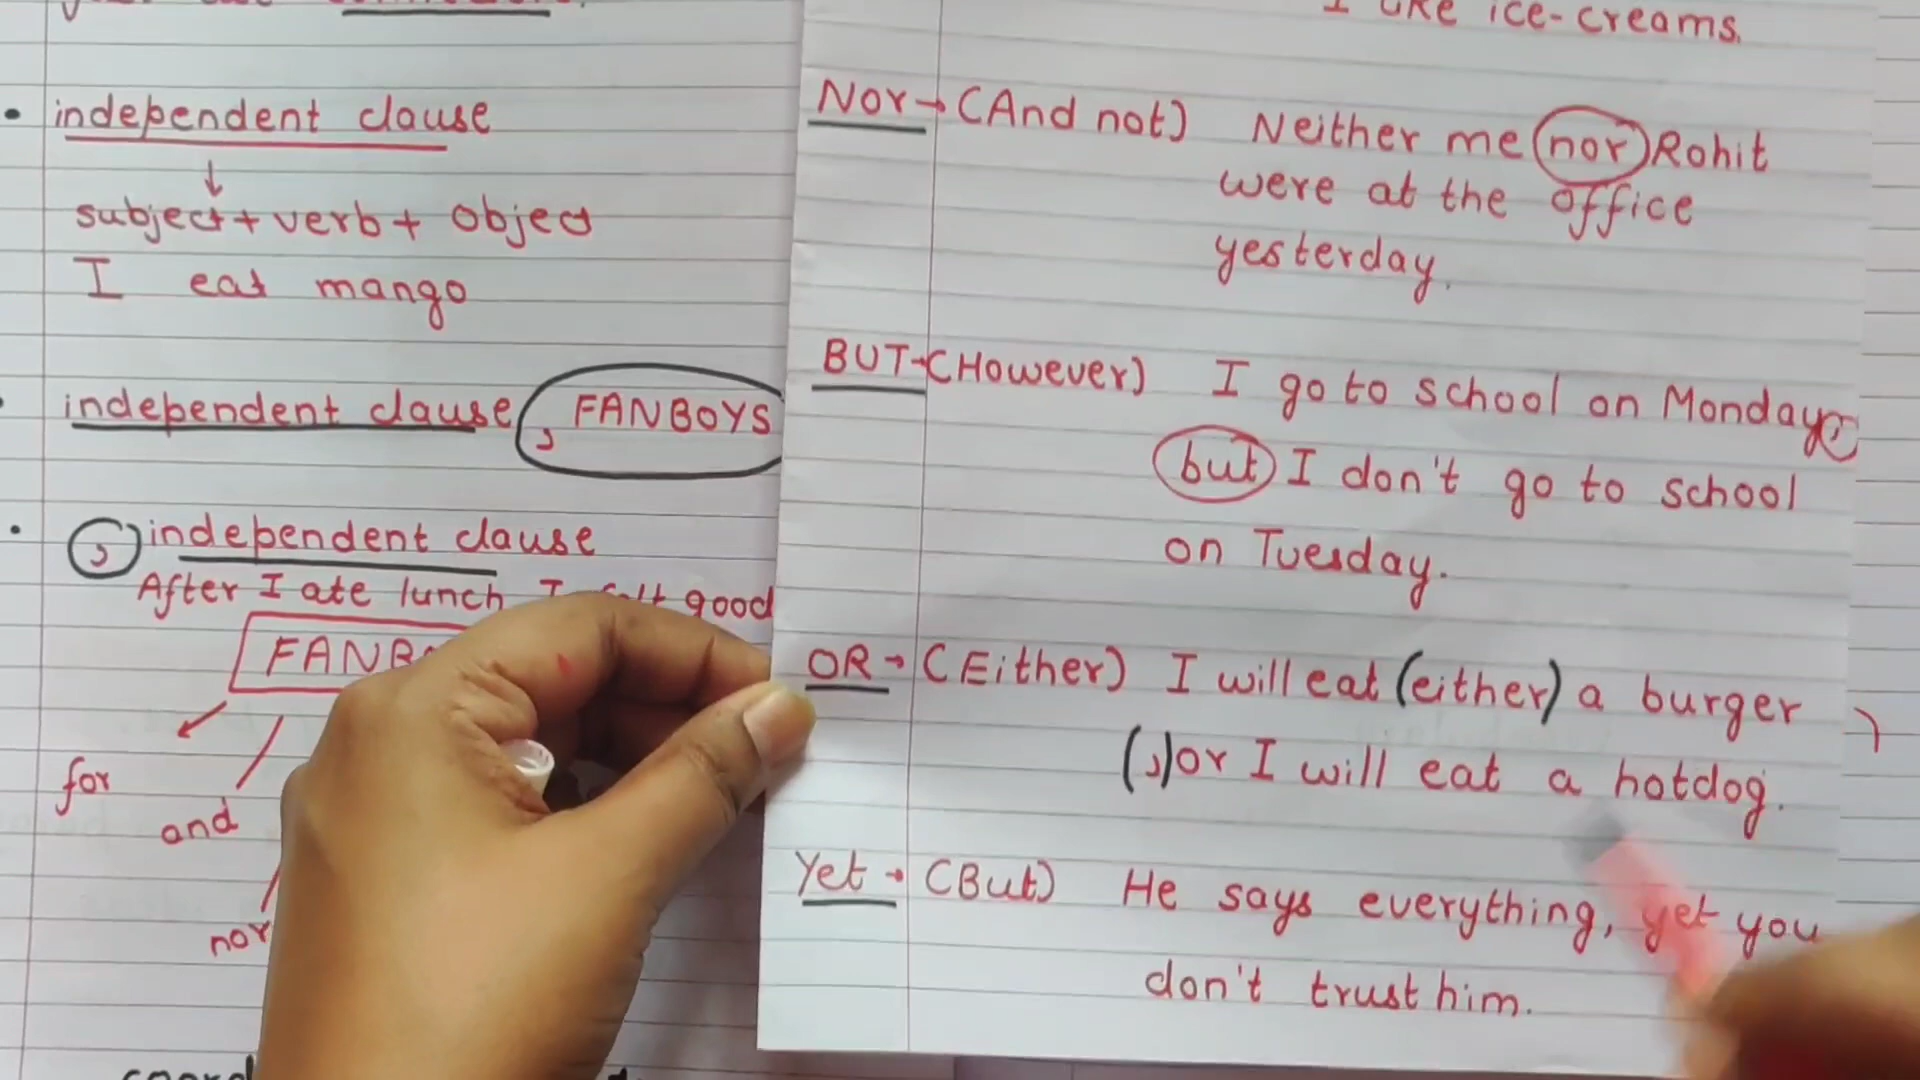 independent clause
↓
subject + verb + object
I eat mango
independent clause, FANBOYS
, independent clause
After I ate lunch I felt good
for
and
nor
I like ice-creams.
Nor → (And not) Neither me nor Rohit
were at the office
yesterday.
BUT → (However) I go to school on Monday,
but I don't go to school
on Tuesday.
OR → (Either) I will eat (either) a burger
(,) or I will eat a hotdog.
Yet → (But) He says everything, yet you
don't trust him.